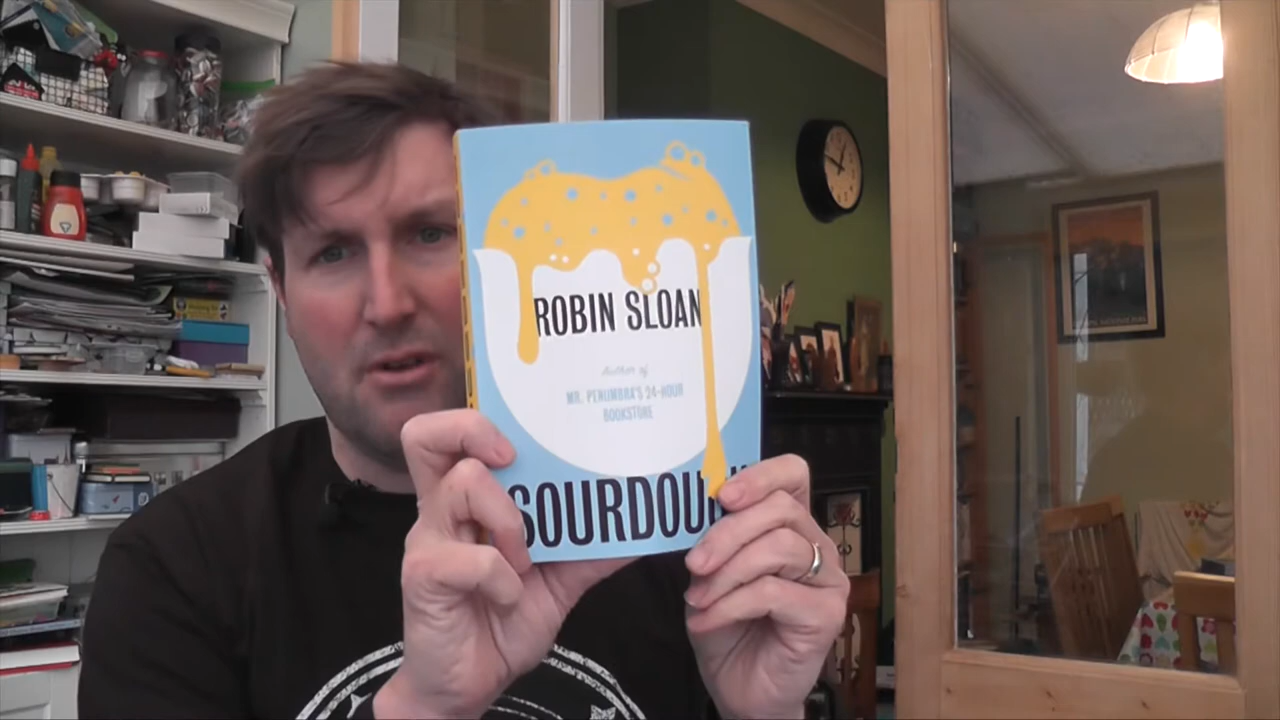 ROBIN SLOAN
Author of
MR. PENUMBRA'S 24-HOUR
BOOKSTORE
SOURDOU